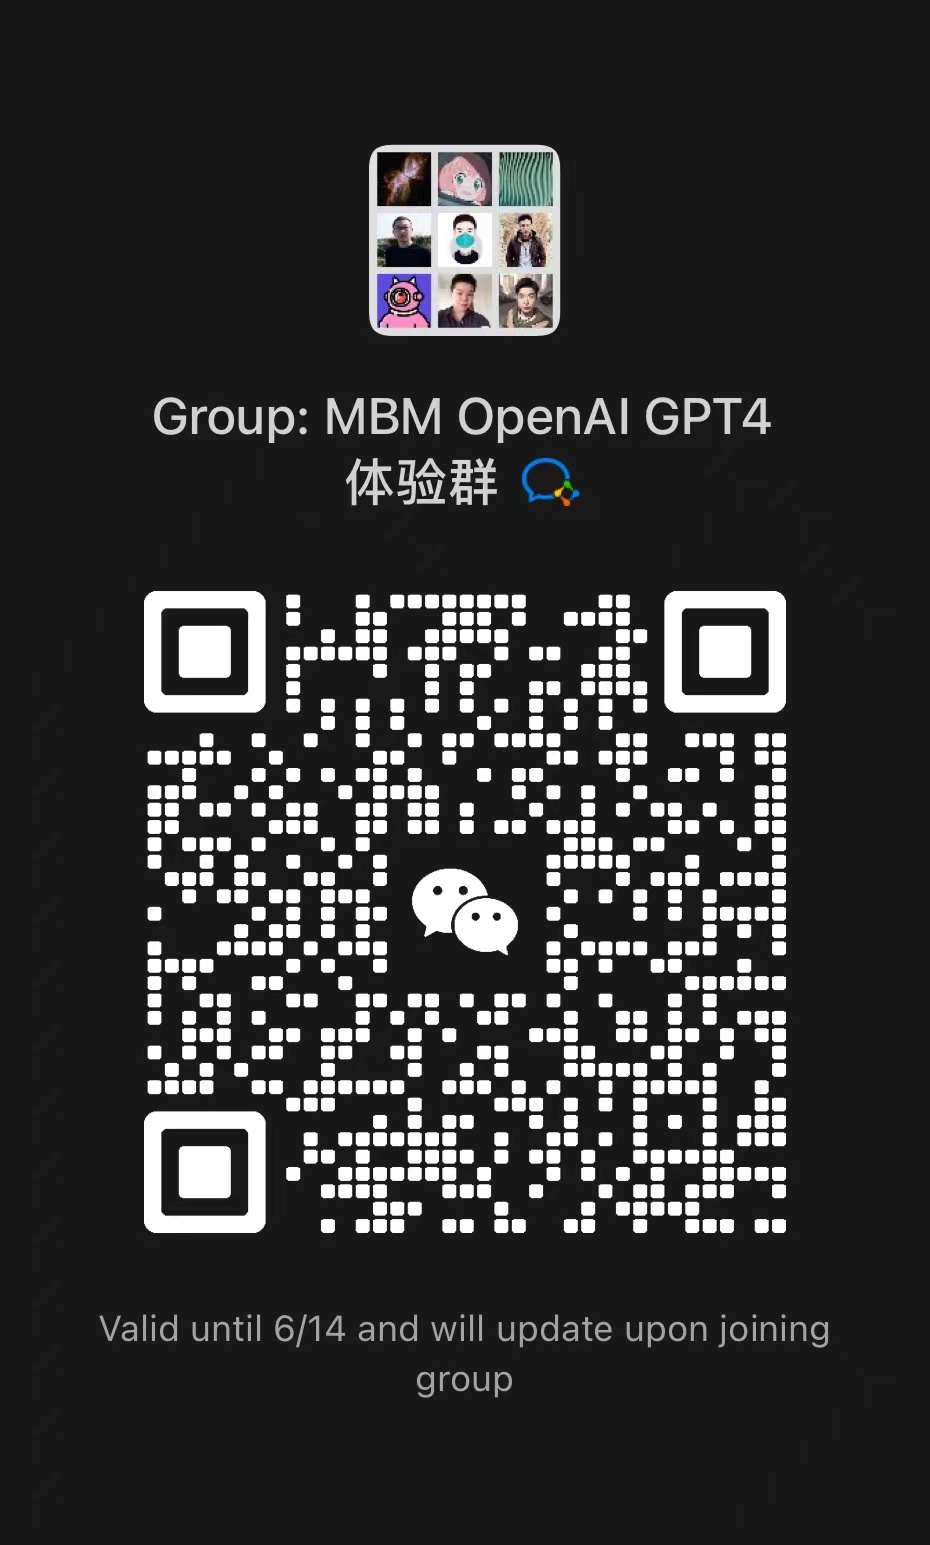 Group: MBM OpenAI GPT4
体验群
Valid until 6/14 and will update upon joining
group